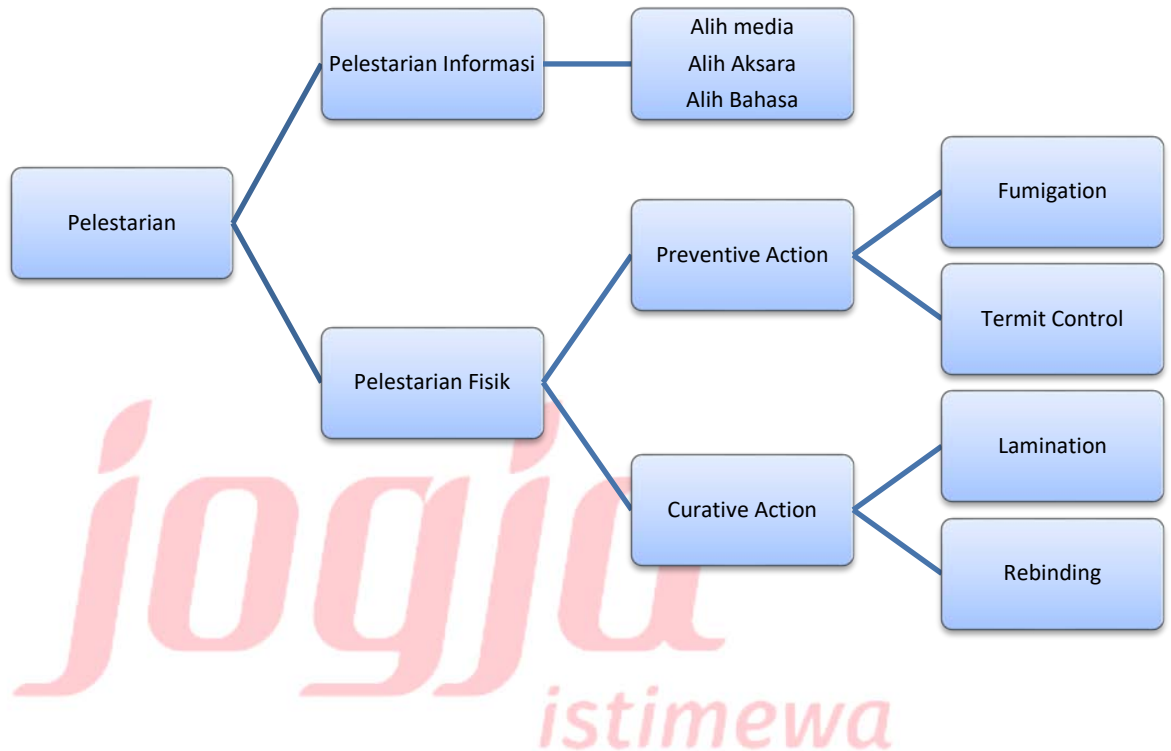 Pelestarian
Pelestarian Informasi
Alih media
Alih Aksara
Alih Bahasa
Pelestarian Fisik
Preventive Action
Fumigation
Termit Control
Curative Action
Lamination
Rebinding
jogja
istimewa